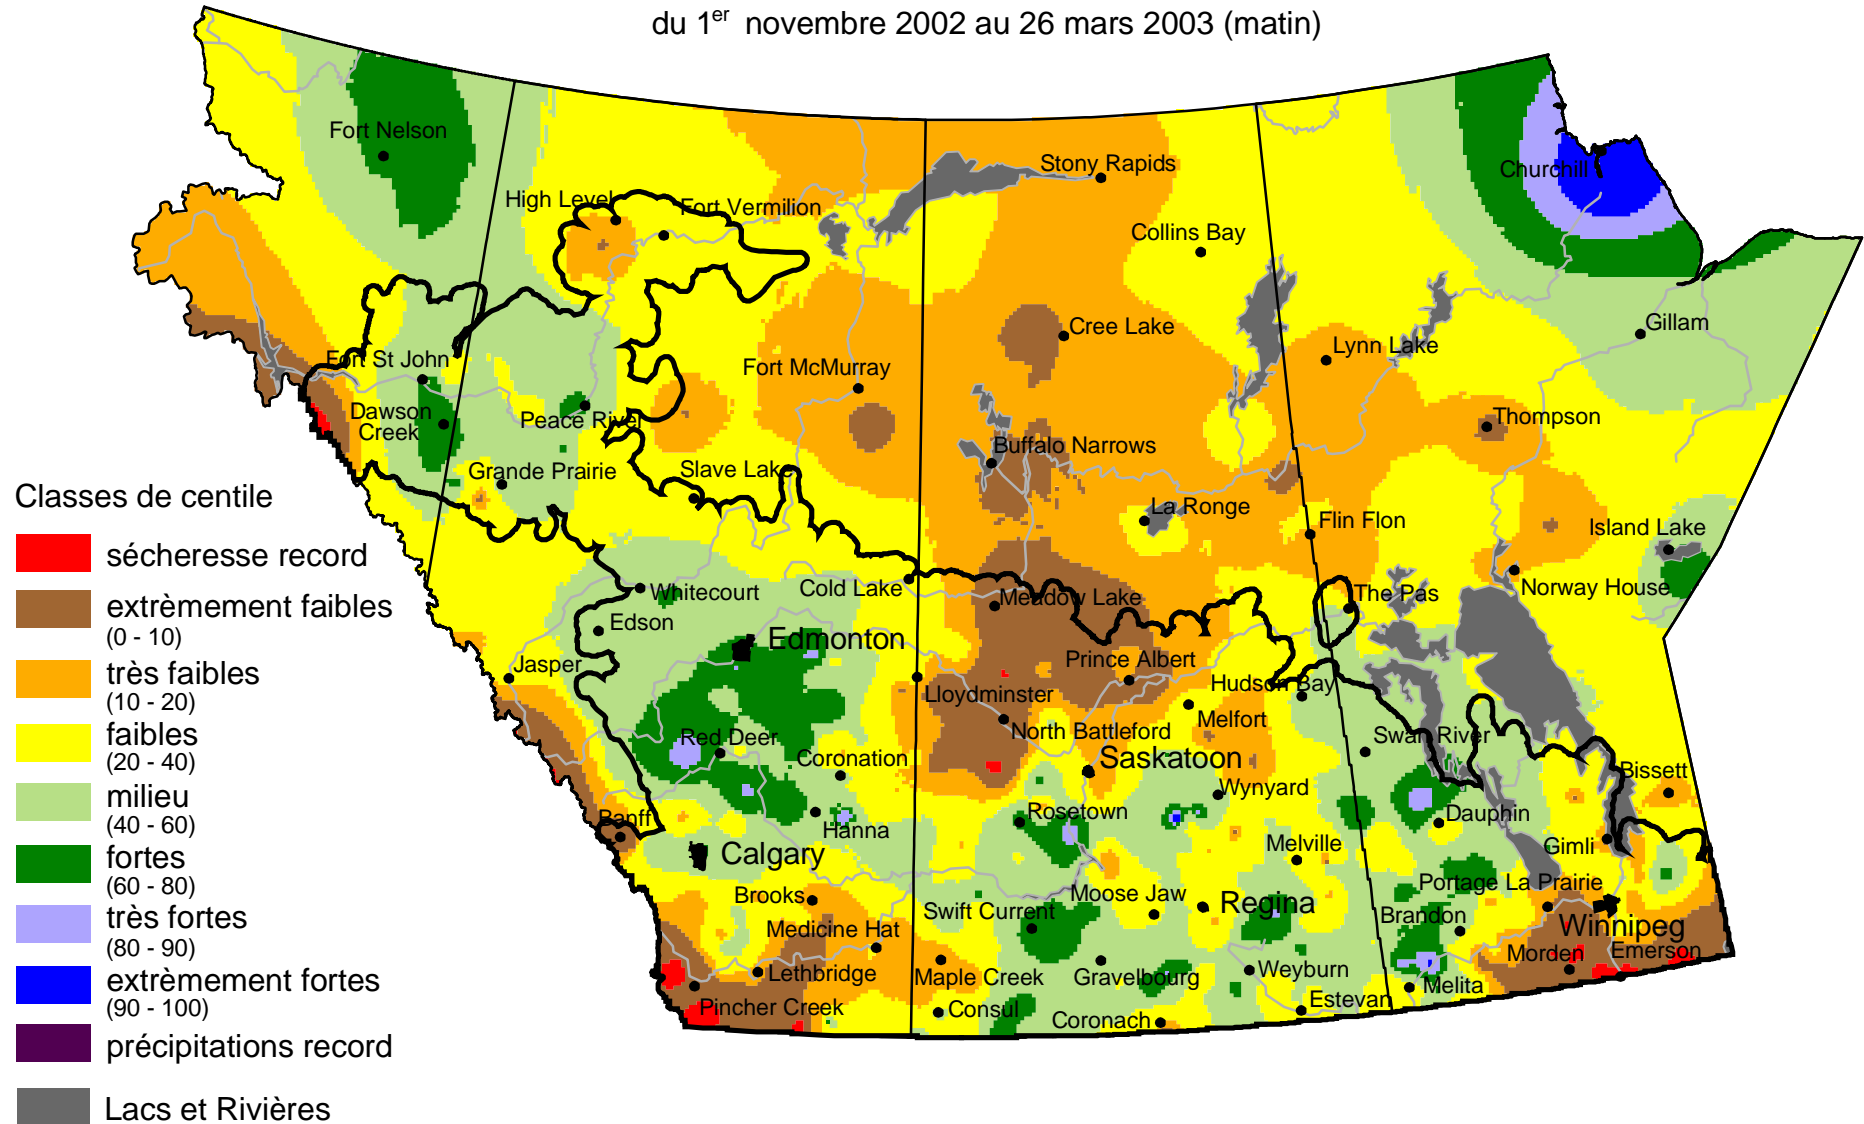 du 1er novembre 2002 au 26 mars 2003 (matin)
Fort Nelson
High Level
Fort Vermilion
Stony Rapids
Churchill
Collins Bay
Gillam
Cree Lake
Lynn Lake
Fort St John
Fort McMurray
Dawson
Creek
Peace River
Thompson
Buffalo Narrows
Grande Prairie
Slave Lake
La Ronge
Flin Flon
Island Lake
Whitecourt
Cold Lake
Meadow Lake
The Pas
Norway House
Edson
Edmonton
Jasper
Prince Albert
Hudson Bay
Lloydminster
Melfort
North Battleford
Red Deer
Swan River
Coronation
Saskatoon
Bissett
Wynyard
Banff
Hanna
Rosetown
Dauphin
Calgary
Melville
Gimli
Brooks
Moose Jaw
Portage La Prairie
Swift Current
Regina
Brandon
Medicine Hat
Winnipeg
Lethbridge
Maple Creek
Gravelbourg
Weyburn
Morden
Emerson
Pincher Creek
Consul
Coronach
Estevan
Melita
Classes de centile
sécheresse record
extrèmement faibles
(0 - 10)
très faibles
(10 - 20)
faibles
(20 - 40)
milieu
(40 - 60)
fortes
(60 - 80)
très fortes
(80 - 90)
extrèmement fortes
(90 - 100)
précipitations record
Lacs et Rivières